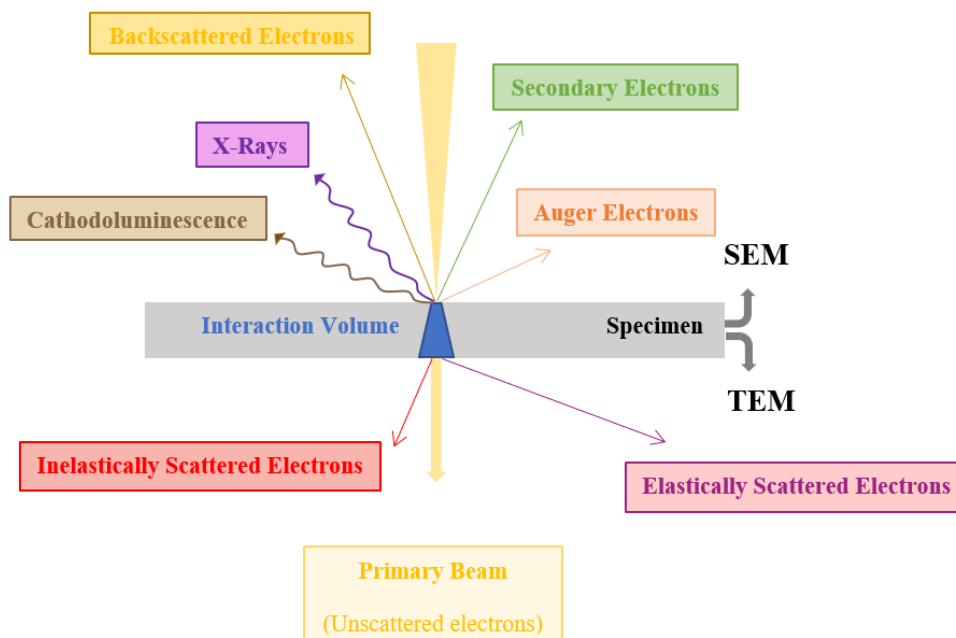 Backscattered Electrons
Secondary Electrons
X-Rays
Auger Electrons
Cathodoluminescence
SEM
Interaction Volume
Specimen
TEM
Inelastically Scattered Electrons
Elastically Scattered Electrons
Primary Beam
(Unscattered electrons)